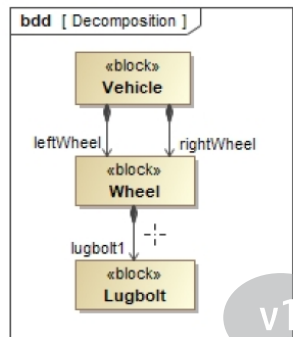 bdd [ Decomposition ]
«block»
Vehicle
leftWheel
rightWheel
«block»
Wheel
lugbolt1
«block»
Lugbolt
v1